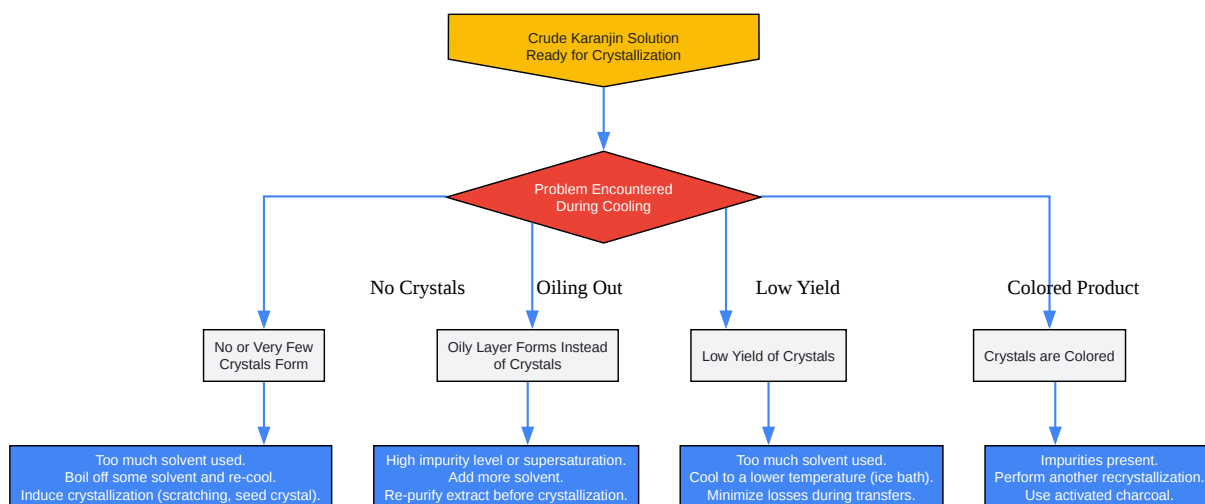 Crude Karanjin Solution
Ready for Crystallization
Problem Encountered
During Cooling
No Crystals
Oiling Out
Low Yield
Colored Product
No or Very Few
Crystals Form
Oily Layer Forms Instead
of Crystals
Low Yield of Crystals
Crystals are Colored
Too much solvent used.
Boil off some solvent and re-cool.
Induce crystallization (scratching, seed crystal).
High impurity level or supersaturation.
Add more solvent.
Re-purify extract before crystallization.
Too much solvent used.
Cool to a lower temperature (ice bath).
Minimize losses during transfers.
Impurities present.
Perform another recrystallization.
Use activated charcoal.